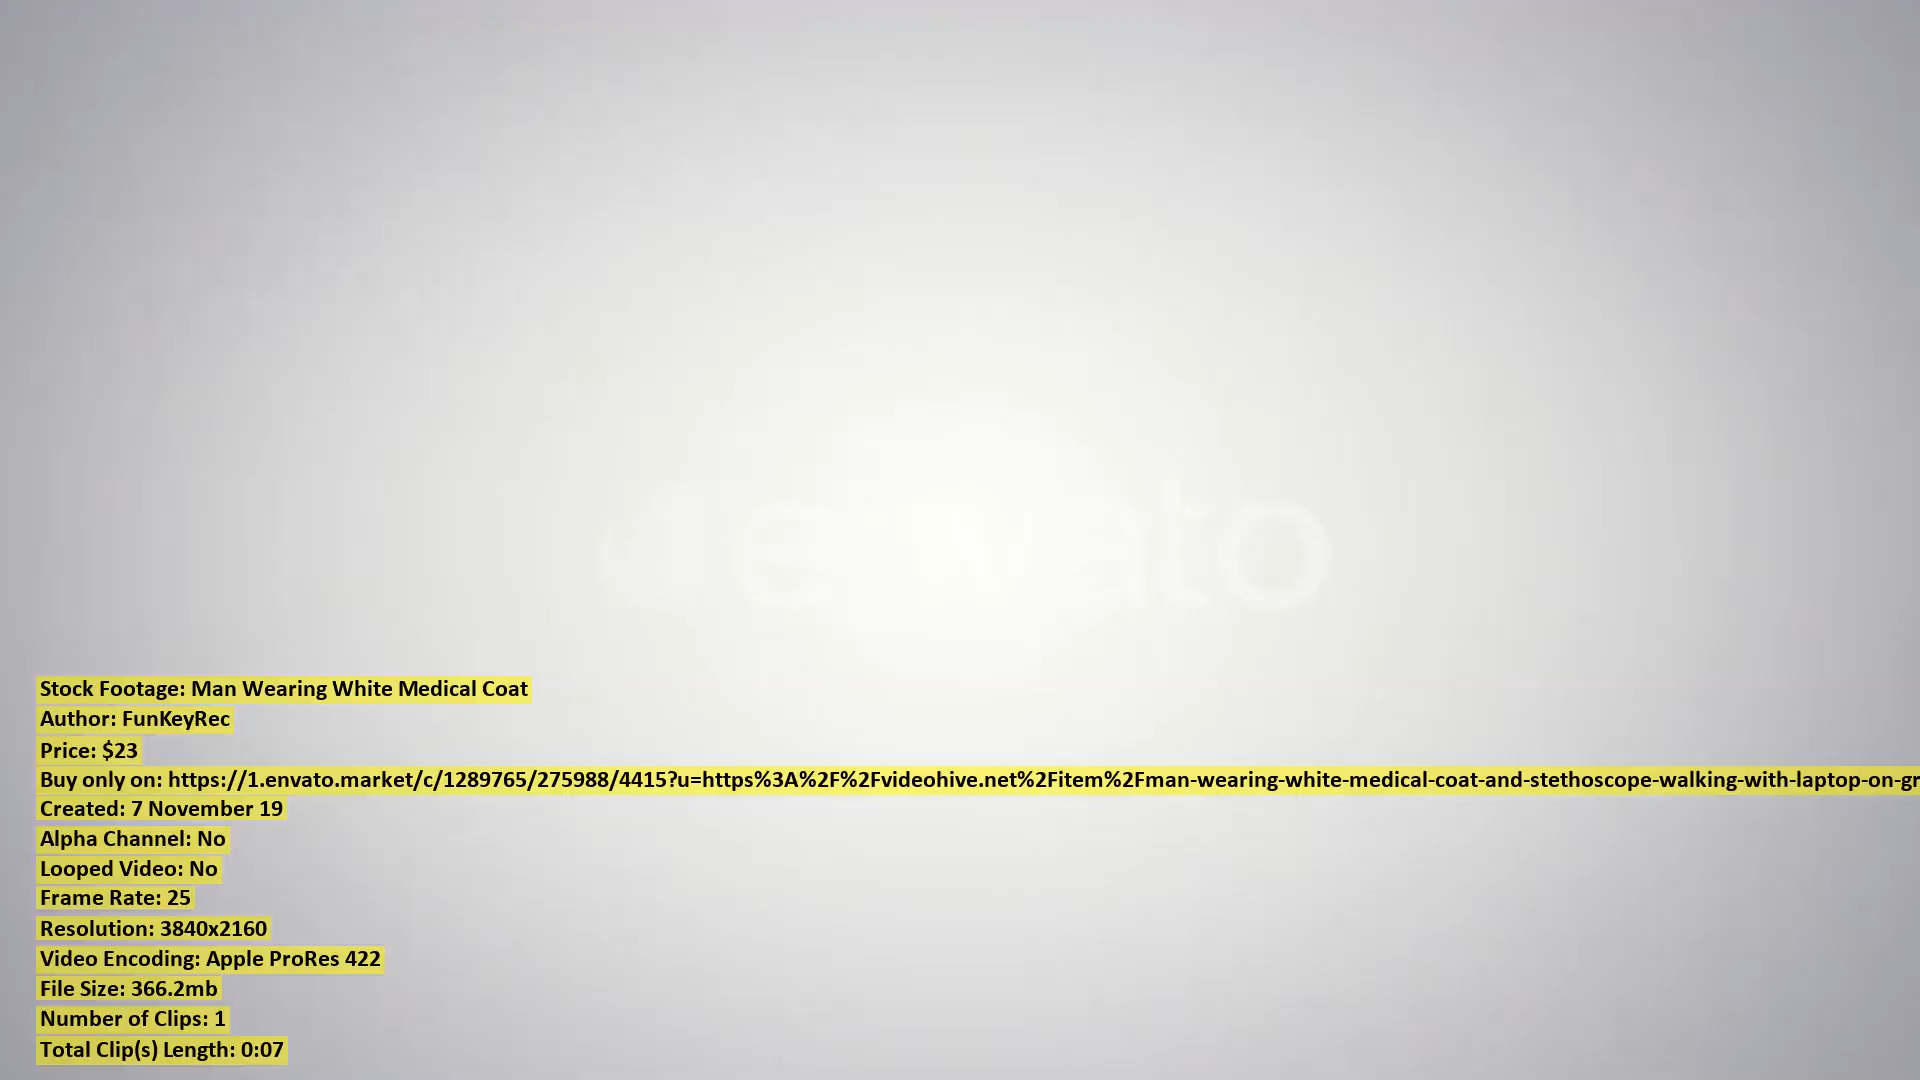 envato
Stock Footage: Man Wearing White Medical Coat
Author: FunKeyRec
Price: $23
Buy only on: https://1.envato.market/c/1289765/275988/4415?u=https%3A%2F%2Fvideohive.net%2Fitem%2Fman-wearing-white-medical-coat-and-stethoscope-walking-with-laptop-on-gr
Created: 7 November 19
Alpha Channel: No
Looped Video: No
Frame Rate: 25
Resolution: 3840x2160
Video Encoding: Apple ProRes 422
File Size: 366.2mb
Number of Clips: 1
Total Clip(s) Length: 0:07